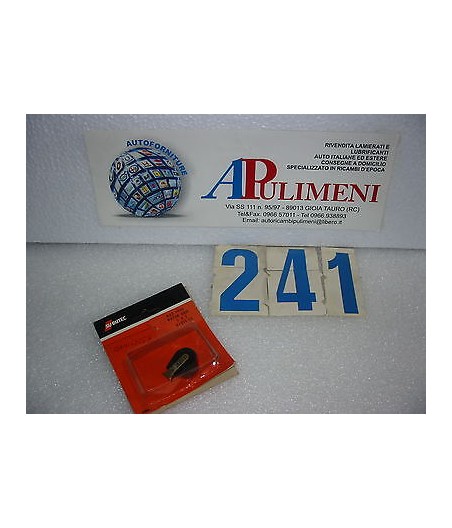 AUTOFORNITURE
APULIMENI
RIVENDITA LAMIERATI E
LUBRIFICANTI
AUTO ITALIANE ED ESTERE
CONSEGNE A DOMICILIO
SPECIALIZZATO IN RICAMBI D'EPOCA
Via SS 111 n. 95/97 - 89013 GIOIA TAURO (RC)
Tel&Fax: 0966 57011 - Tel 0966.938893
Email: autoricambipulimeni@libero.it
241